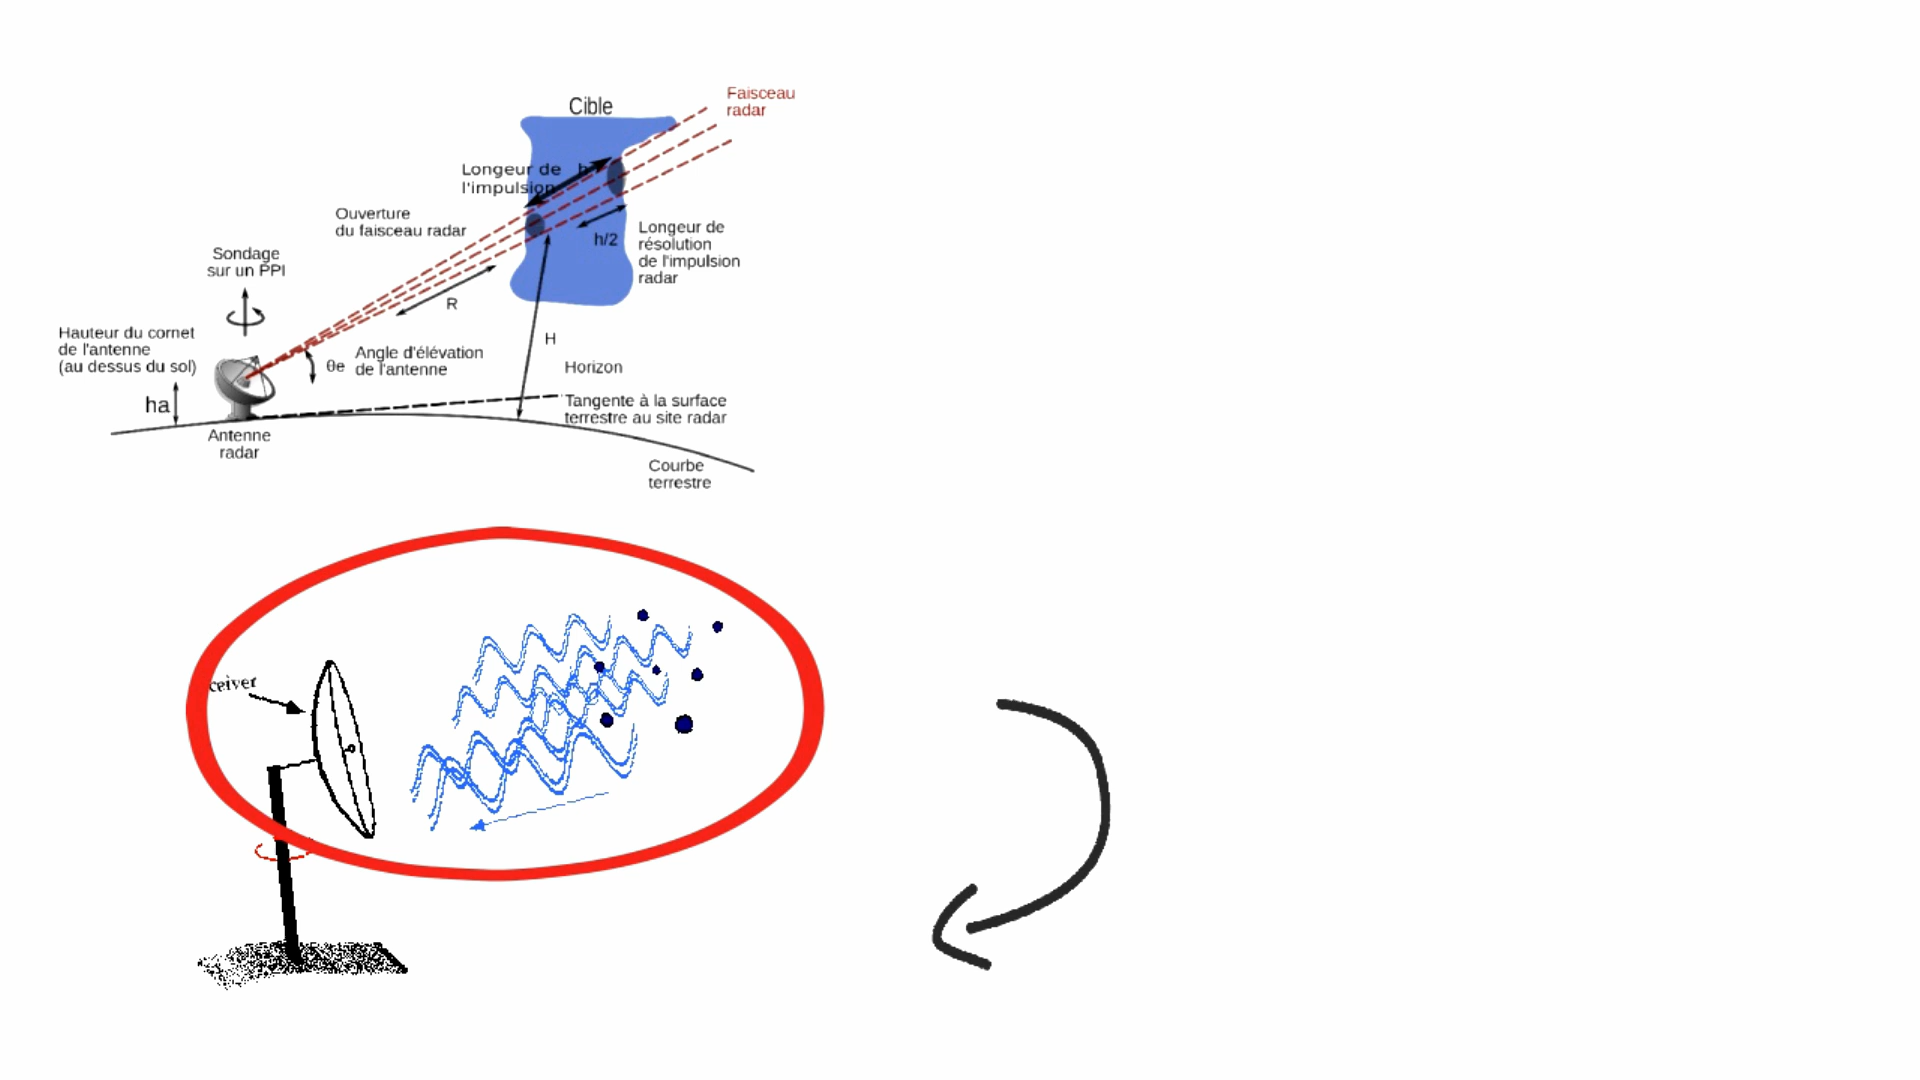 Cible
Faisceau
radar
Longeur de h
l'impulsion
Ouverture
du faisceau radar
Longeur de
résolution
de l'impulsion
radar
h/2
Sondage
sur un PPI
R
Hauteur du cornet
de l'antenne
(au dessus du sol)
H
θe
Angle d'élévation
de l'antenne
Horizon
ha
Tangente à la surface
terrestre au site radar
Antenne
radar
Courbe
terrestre
ceiver